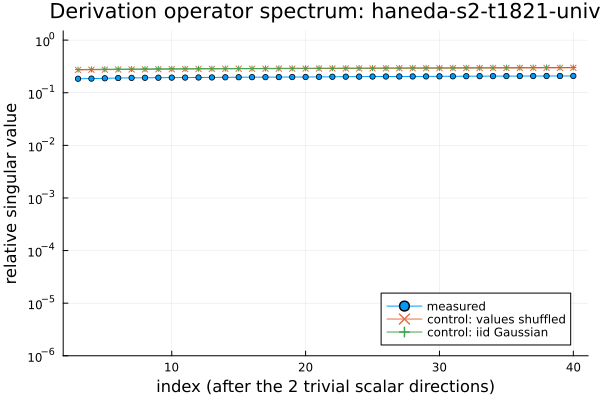 Derivation operator spectrum: haneda-s2-t1821-univ
10⁰
10⁻¹
10⁻²
10⁻³
10⁻⁴
10⁻⁵
10⁻⁶
relative singular value
measured
control: values shuffled
control: iid Gaussian
10
20
30
40
index (after the 2 trivial scalar directions)